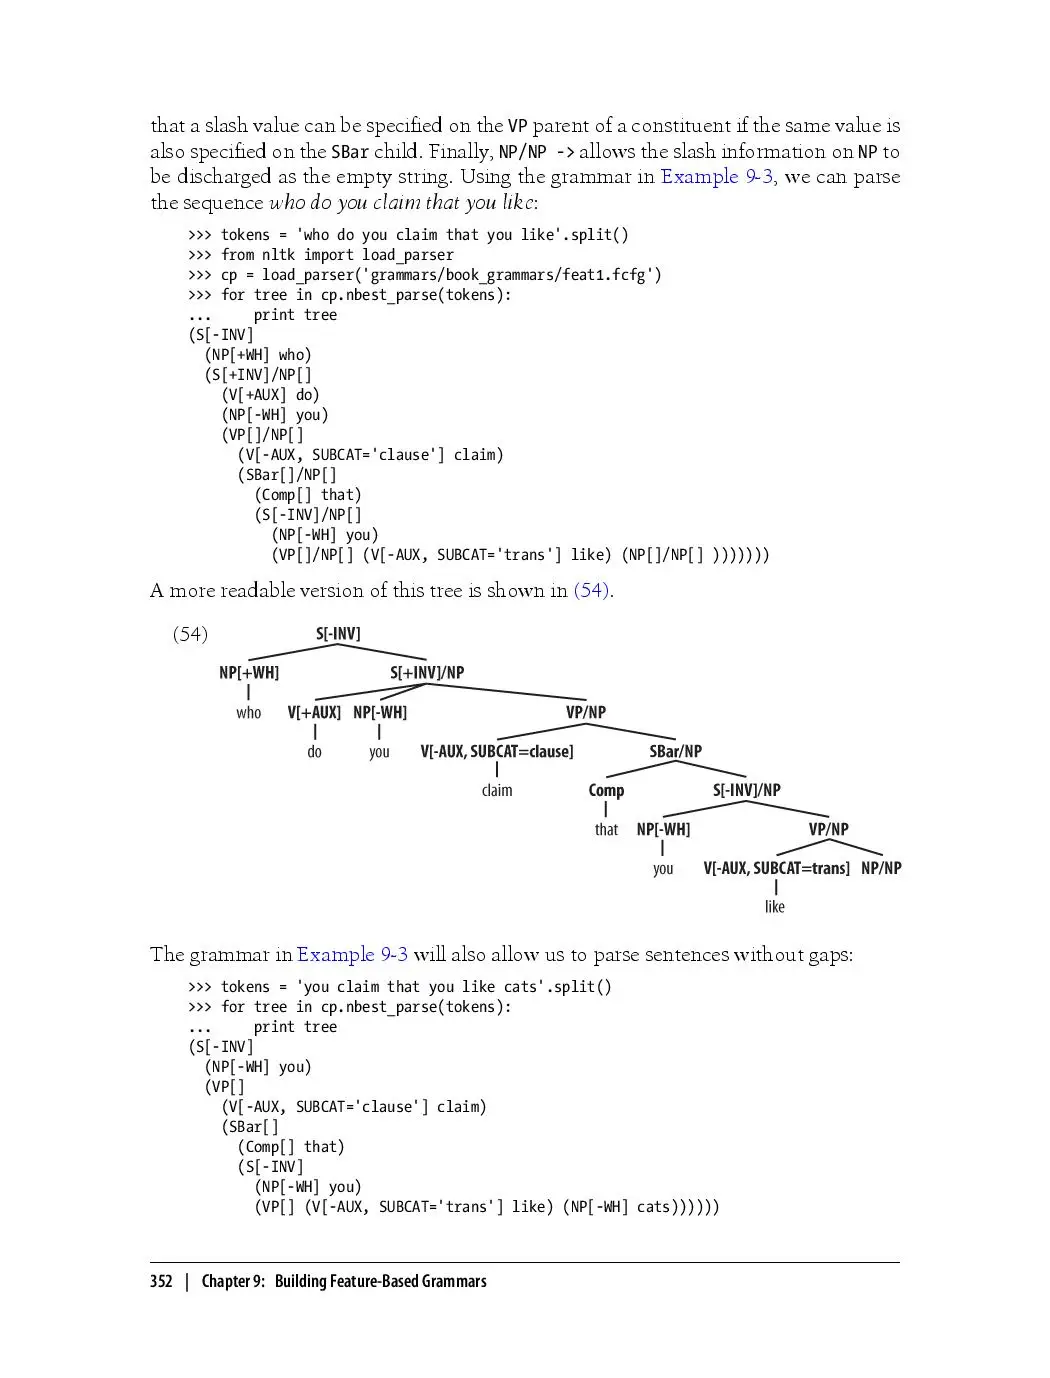 that a slash value can be specified on the VP parent of a constituent if the same value is
also specified on the SBar child. Finally, NP/NP -> allows the slash information on NP to
be discharged as the empty string. Using the grammar in Example 9-3, we can parse
the sequence who do you claim that you like:
>>> tokens = 'who do you claim that you like'.split()
>>> from nltk import load_parser
>>> cp = load_parser('grammars/book_grammars/feat1.fcfg')
>>> for tree in cp.nbest_parse(tokens):
...     print tree
(S[-INV]
  (NP[+WH] who)
  (S[+INV]/NP[]
    (V[+AUX] do)
    (NP[-WH] you)
    (VP[]/NP[]
      (V[-AUX, SUBCAT='clause'] claim)
      (SBar[]/NP[]
        (Comp[] that)
        (S[-INV]/NP[]
          (NP[-WH] you)
          (VP[]/NP[] (V[-AUX, SUBCAT='trans'] like) (NP[]/NP[] )))))))
A more readable version of this tree is shown in (54).
(54) S[-INV]
NP[+WH] S[+INV]/NP
who V[+AUX] NP[-WH] VP/NP
do you V[-AUX, SUBCAT=clause] SBar/NP
claim Comp S[-INV]/NP
that NP[-WH] VP/NP
you V[-AUX, SUBCAT=trans] NP/NP
like
The grammar in Example 9-3 will also allow us to parse sentences without gaps:
>>> tokens = 'you claim that you like cats'.split()
>>> for tree in cp.nbest_parse(tokens):
...     print tree
(S[-INV]
  (NP[-WH] you)
  (VP[]
    (V[-AUX, SUBCAT='clause'] claim)
    (SBar[]
      (Comp[] that)
      (S[-INV]
        (NP[-WH] you)
        (VP[] (V[-AUX, SUBCAT='trans'] like) (NP[-WH] cats))))))
352 | Chapter 9: Building Feature-Based Grammars